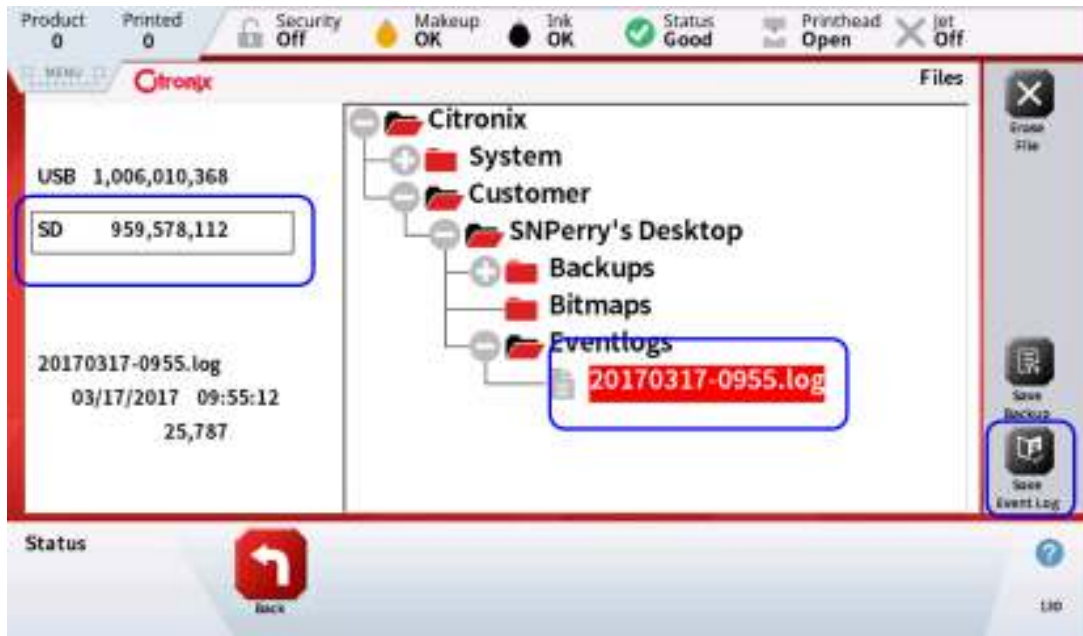 Product Printed Security Makeup Ink Status Printhead Jet
0 0 Off OK OK Good Open Off
MENU Citronix Files
Citronix
Erase
File
System
USB 1,006,010,368
Customer
SD 959,578,112
SNPerry's Desktop
Backups
Bitmaps
Eventlogs
20170317-0955.log
20170317-0955.log
03/17/2017 09:55:12
Save
Backup
25,787
Save
Event Log
Status
Back
?
130